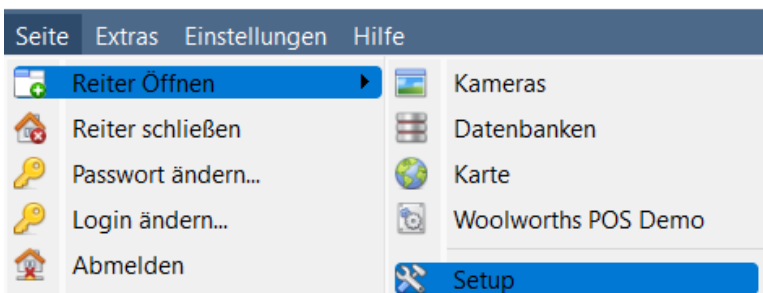 Seite Extras Einstellungen Hilfe
Reiter Öffnen
Kameras
Reiter schließen
Datenbanken
Passwort ändern...
Karte
Login ändern...
Woolworths POS Demo
Abmelden
Setup